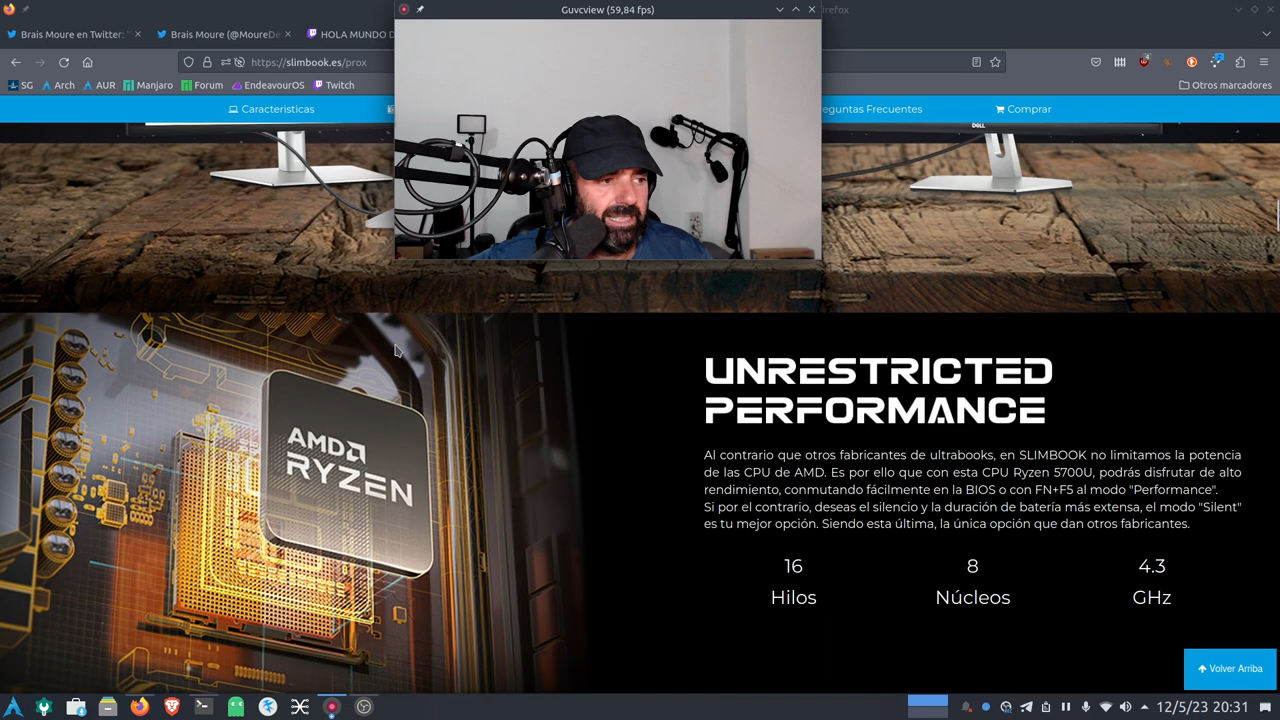 Guvcview (59,84 fps)
irefox
Brais Moure en Twitter: "
Brais Moure (@MoureDe
HOLA MUNDO D
https://slimbook.es/prox
SG
Arch
AUR
Manjaro
Forum
EndeavourOS
Twitch
Otros marcadores
Caracteristicas
eguntas Frecuentes
Comprar
DELL
AMD
RYZEN
UNRESTRICTED
PERFORMANCE
Al contrario que otros fabricantes de ultrabooks, en SLIMBOOK no limitamos la potencia
de las CPU de AMD. Es por ello que con esta CPU Ryzen 5700U, podrás disfrutar de alto
rendimiento, conmutando fácilmente en la BIOS o con FN+F5 al modo "Performance".
Si por el contrario, deseas el silencio y la duración de batería más extensa, el modo "Silent"
es tu mejor opción. Siendo esta última, la única opción que dan otros fabricantes.
16 8 4.3
Hilos Núcleos GHz
Volver Arriba
12/5/23 20:31